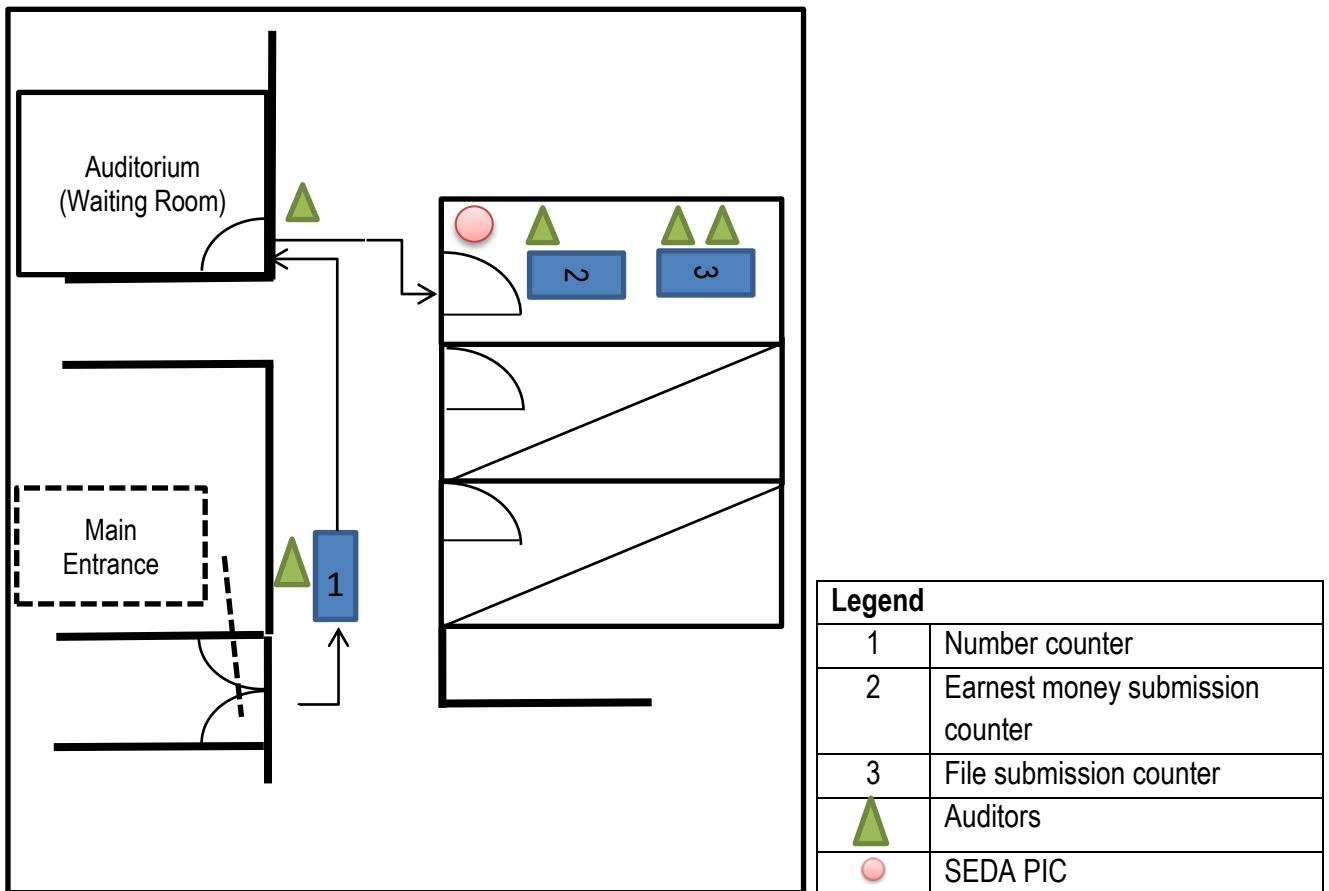 Auditorium
(Waiting Room)
2
3
Main
Entrance
1
Legend
1 Number counter
2 Earnest money submission
counter
3 File submission counter
Auditors
SEDA PIC